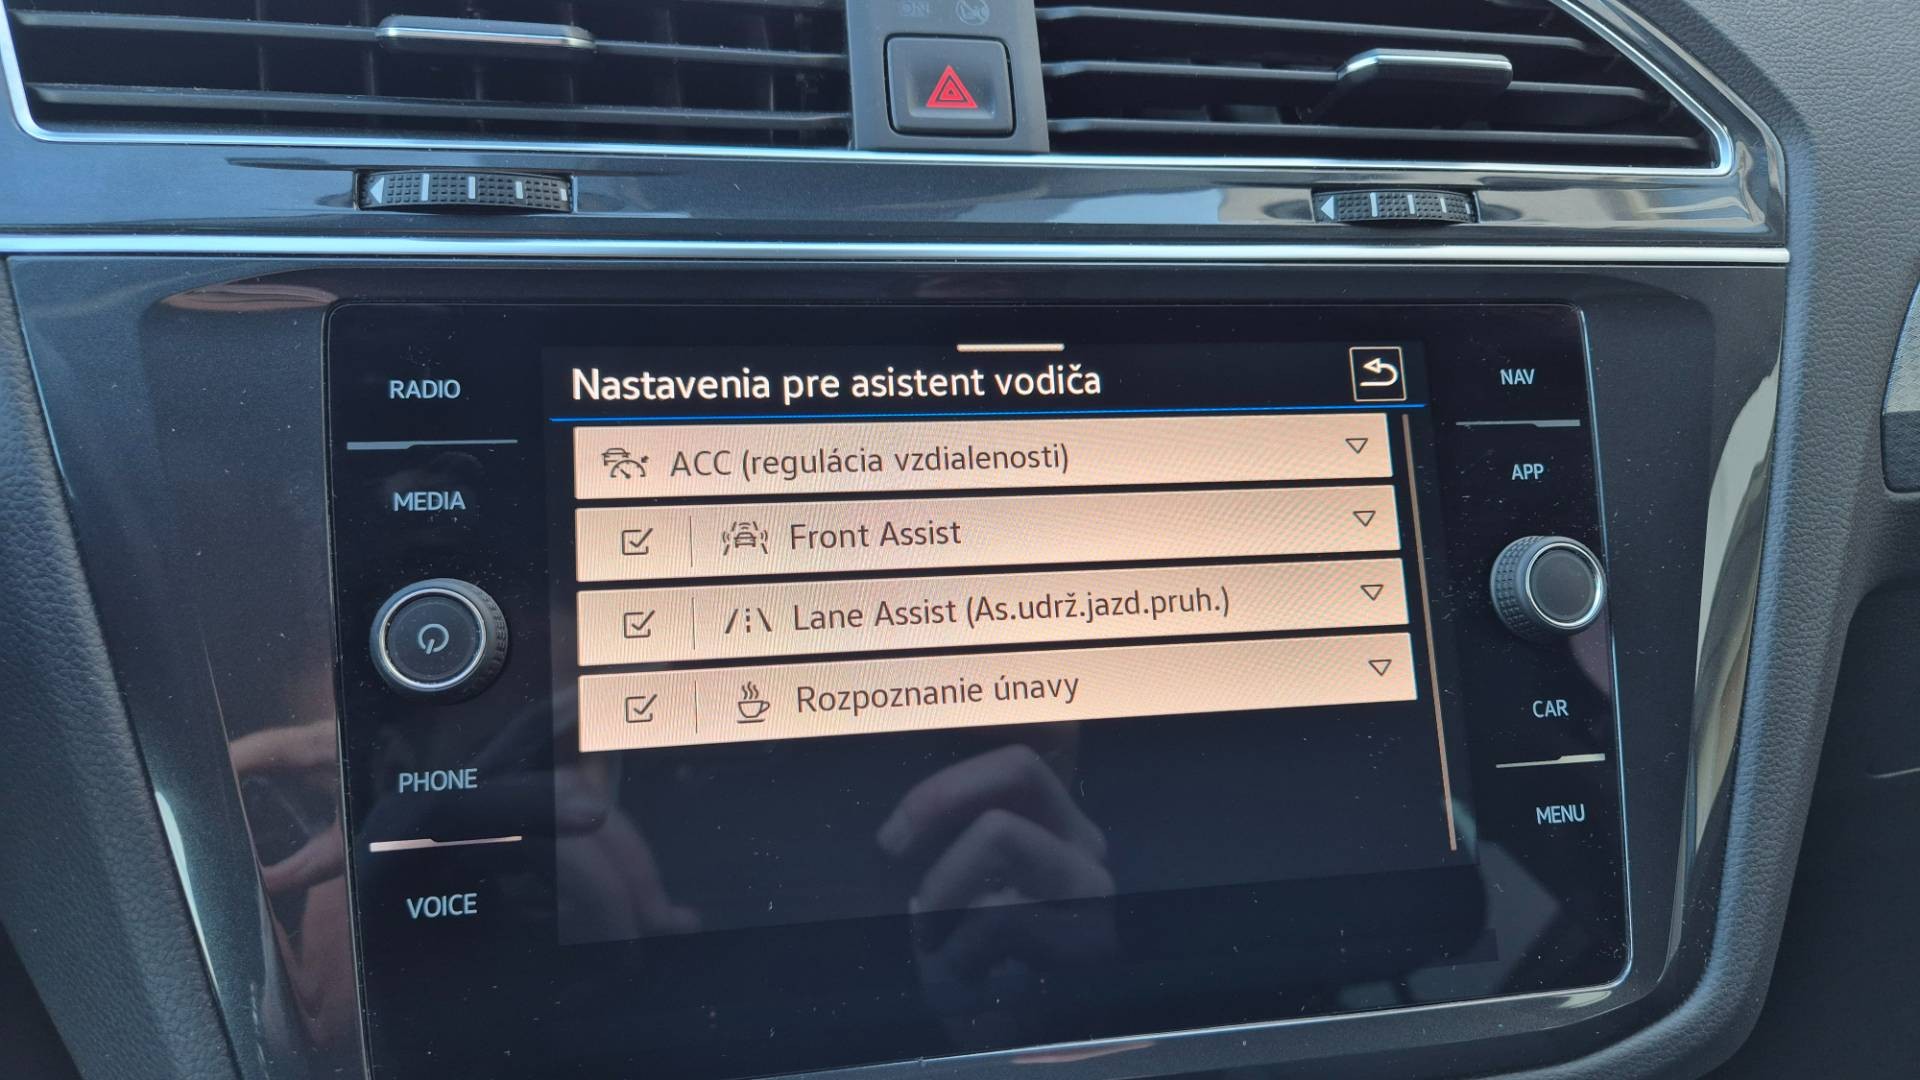 Nastavenia pre asistent vodiča
ACC (regulácia vzdialenosti)
Front Assist
Lane Assist (As.udrž.jazd.pruh.)
Rozpoznanie únavy
RADIO
MEDIA
PHONE
VOICE
NAV
APP
CAR
MENU